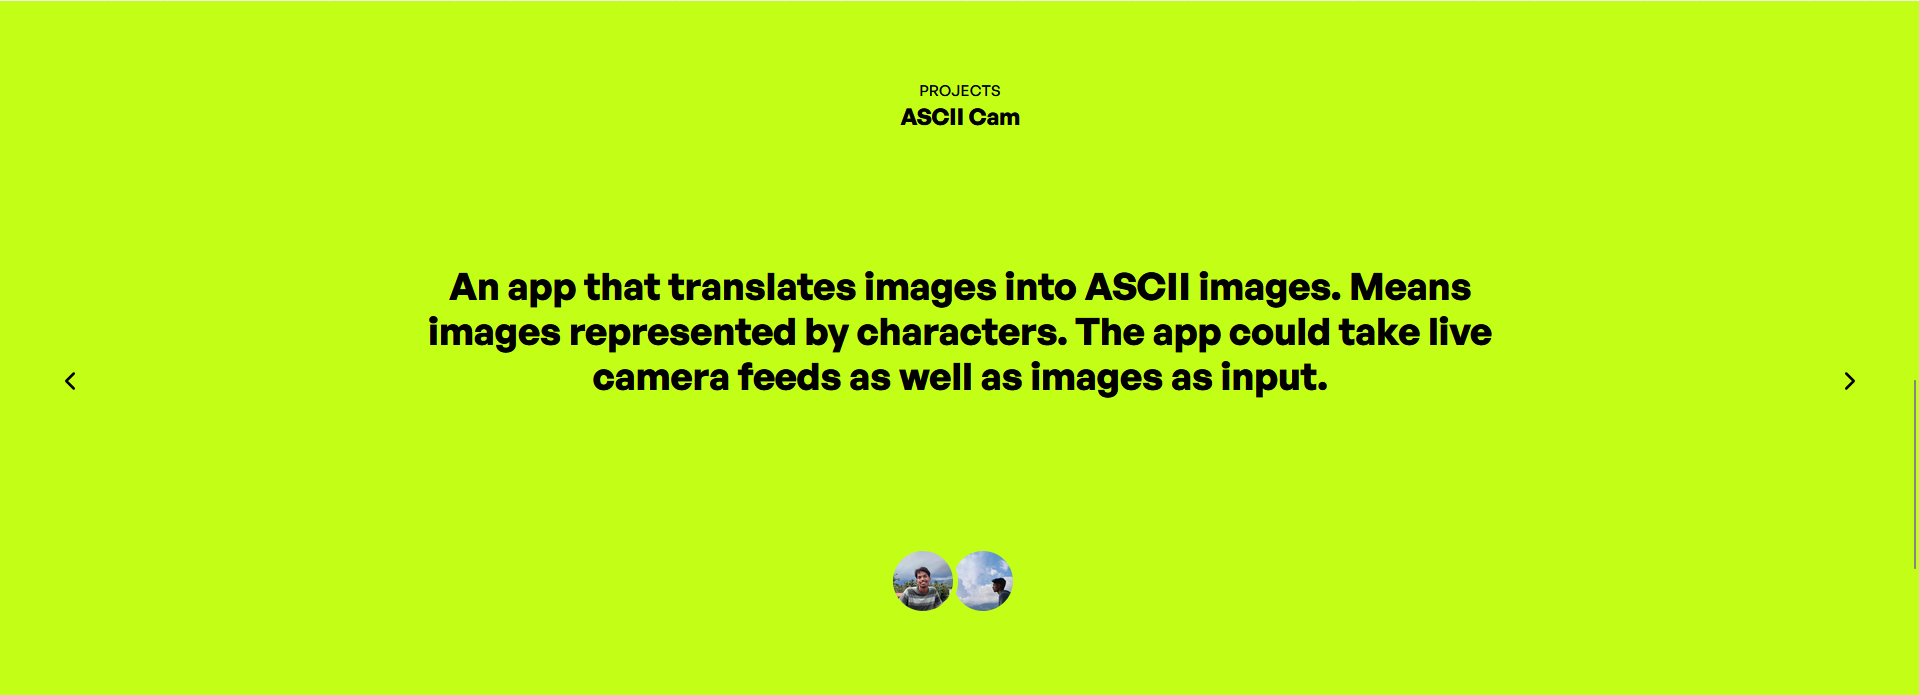 PROJECTS
ASCII Cam
An app that translates images into ASCII images. Means
images represented by characters. The app could take live
camera feeds as well as images as input.